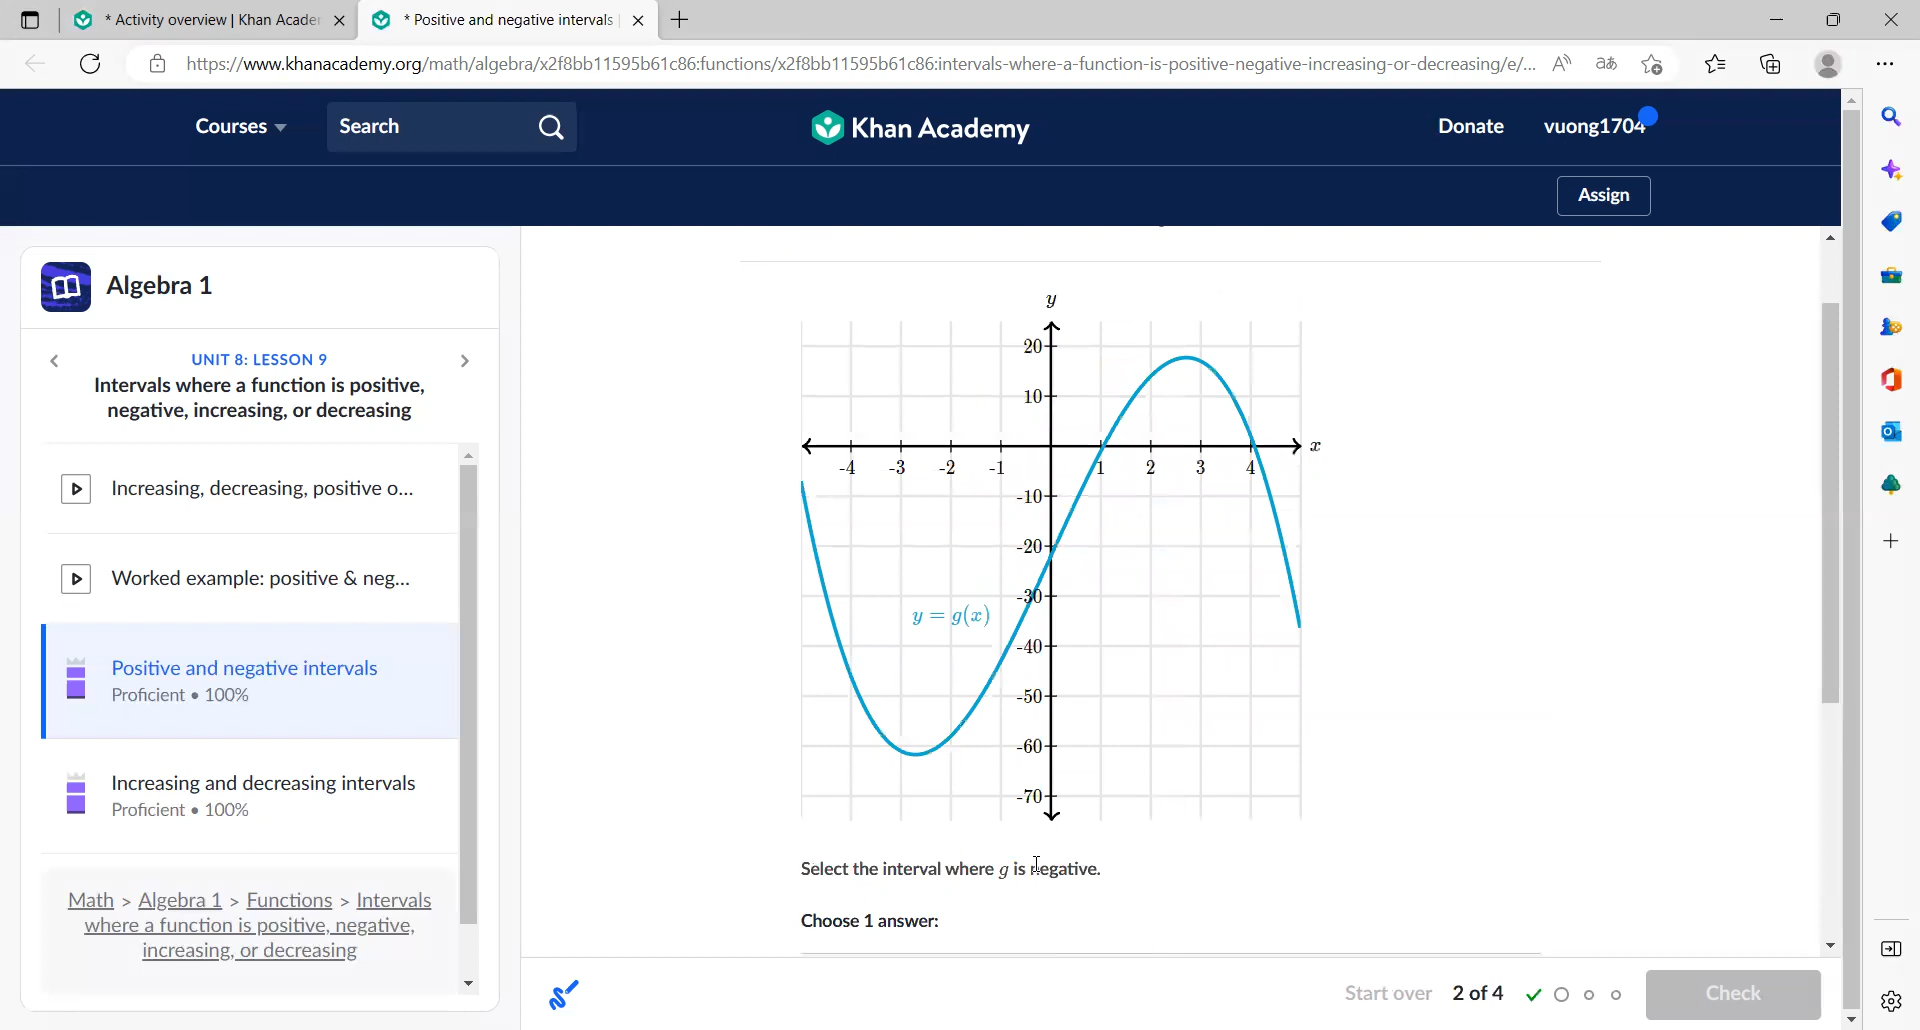 * Activity overview | Khan Acade
* Positive and negative intervals
https://www.khanacademy.org/math/algebra/x2f8bb11595b61c86:functions/x2f8bb11595b61c86:intervals-where-a-function-is-positive-negative-increasing-or-decreasing/e/...
Courses
Search
Khan Academy
Donate
vuong1704
Assign
Algebra 1
UNIT 8: LESSON 9
Intervals where a function is positive,
negative, increasing, or decreasing
Increasing, decreasing, positive o...
Worked example: positive & neg...
Positive and negative intervals
Proficient • 100%
Increasing and decreasing intervals
Proficient • 100%
Math > Algebra 1 > Functions > Intervals
where a function is positive, negative,
increasing, or decreasing
y
20
10
x
-4 -3 -2 -1 1 2 3 4
-10
-20
-30
y = g(x)
-40
-50
-60
-70
Select the interval where g is negative.
Choose 1 answer:
Start over 2 of 4
Check